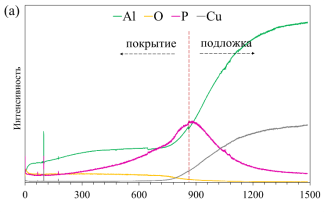 (а)
Al O P Cu
покрытие подложка
Интенсивность
0 300 600 900 1200 1500